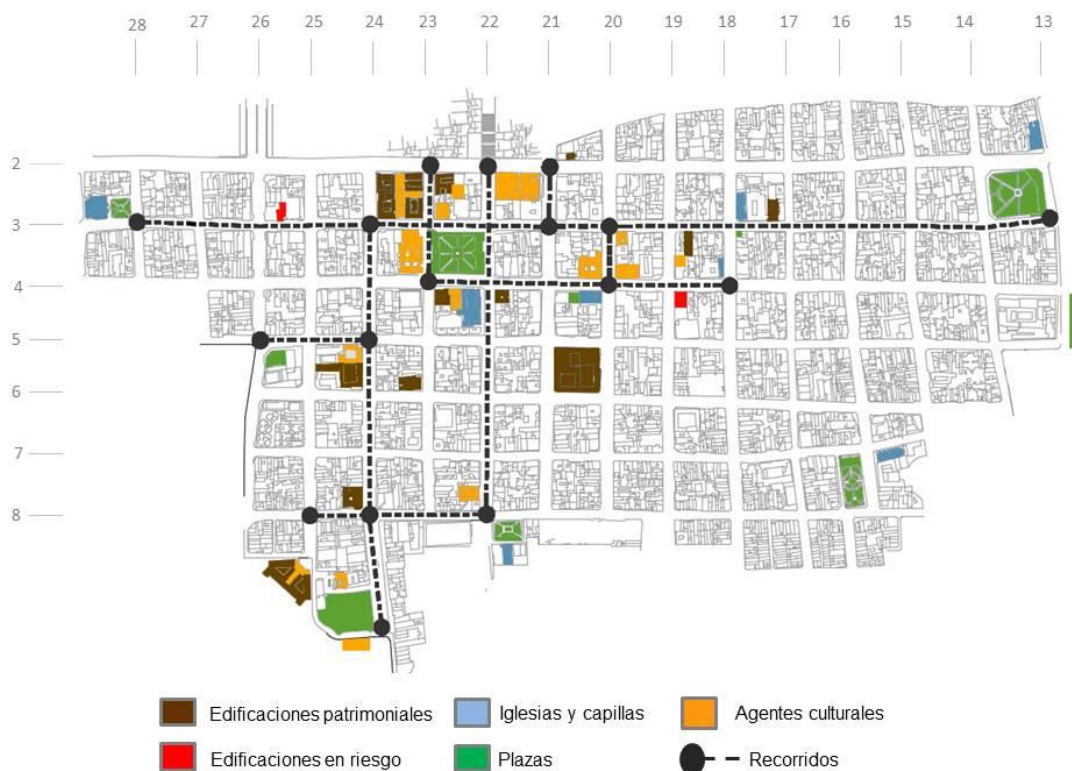 28 27 26 25 24 23 22 21 20 19 18 17 16 15 14 13
2
3
4
5
6
7
8
Edificaciones patrimoniales
Iglesias y capillas
Agentes culturales
Edificaciones en riesgo
Plazas
Recorridos